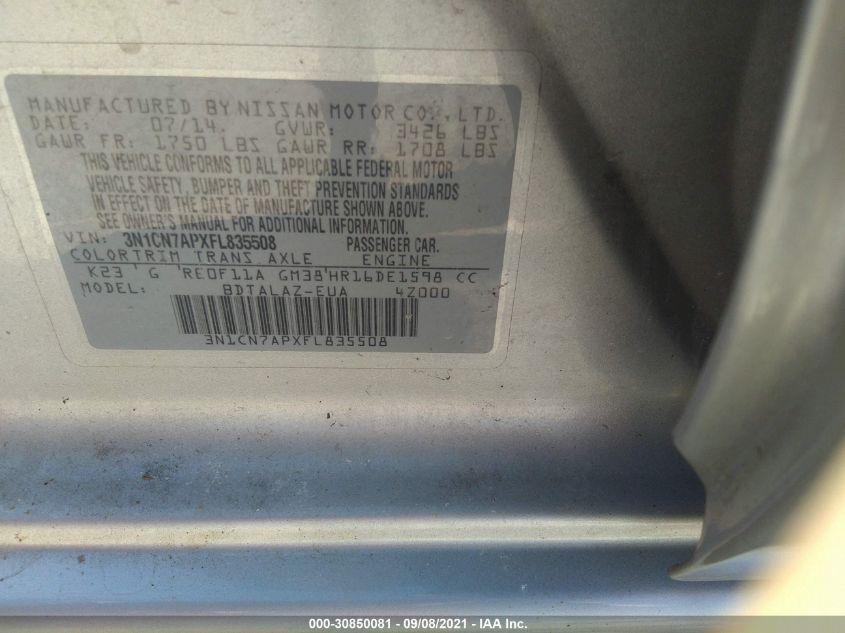 MANUFACTURED BY NISSAN MOTOR CO., LTD.
DATE: 07/14. GVWR: 3426 LBS
GAWR FR: 1750 LBS GAWR RR: 1708 LBS
THIS VEHICLE CONFORMS TO ALL APPLICABLE FEDERAL MOTOR
VEHICLE SAFETY, BUMPER AND THEFT PREVENTION STANDARDS
IN EFFECT ON THE DATE OF MANUFACTURE SHOWN ABOVE.
SEE OWNER'S MANUAL FOR ADDITIONAL INFORMATION.
VIN: 3N1CN7APXFL835508 PASSENGER CAR.
COLOR TRIM TRANS AXLE ENGINE
K23 G RE0F11A GM38 HR16DE1598 CC
MODEL: BDTALAZ-EUA 4Z000
3N1CN7APXFL835508
000-30850081 - 09/08/2021 - IAA Inc.